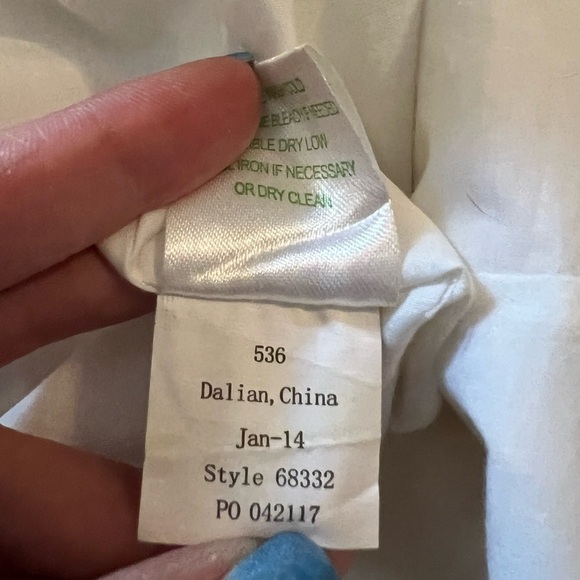 BLEACH IF NEEDED
DRY LOW
IRON IF NECESSARY
OR DRY CLEAN
536
Dalian, China
Jan-14
Style 68332
PO 042117